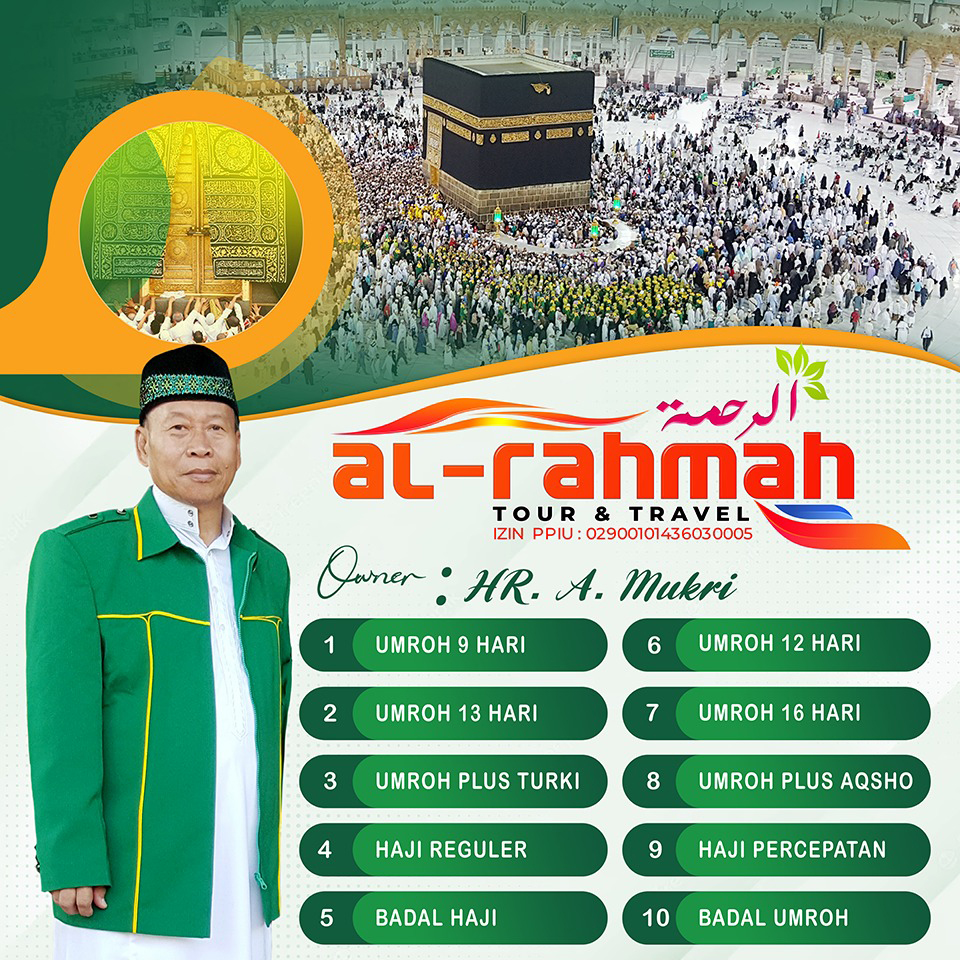 الرحمة
aL-rahmah
TOUR & TRAVEL
IZIN PPIU : 02900101436030005
Owner : HR. A. Mukri
1 UMROH 9 HARI
2 UMROH 13 HARI
3 UMROH PLUS TURKI
4 HAJI REGULER
5 BADAL HAJI
6 UMROH 12 HARI
7 UMROH 16 HARI
8 UMROH PLUS AQSHO
9 HAJI PERCEPATAN
10 BADAL UMROH